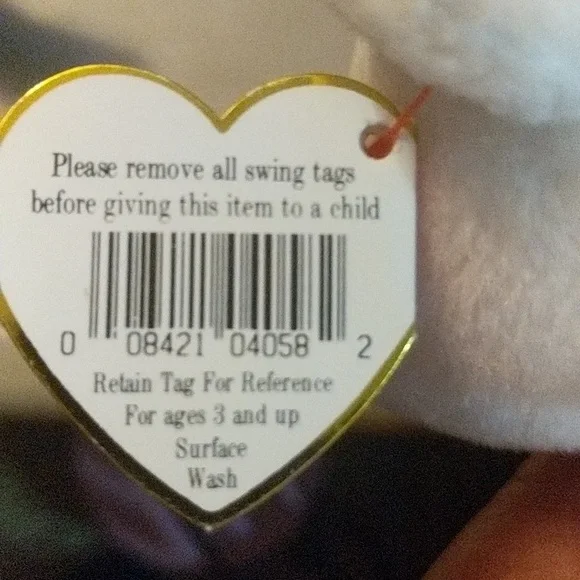 Please remove all swing tags
before giving this item to a child
0 08421 04058 2
Retain Tag For Reference
For ages 3 and up
Surface
Wash